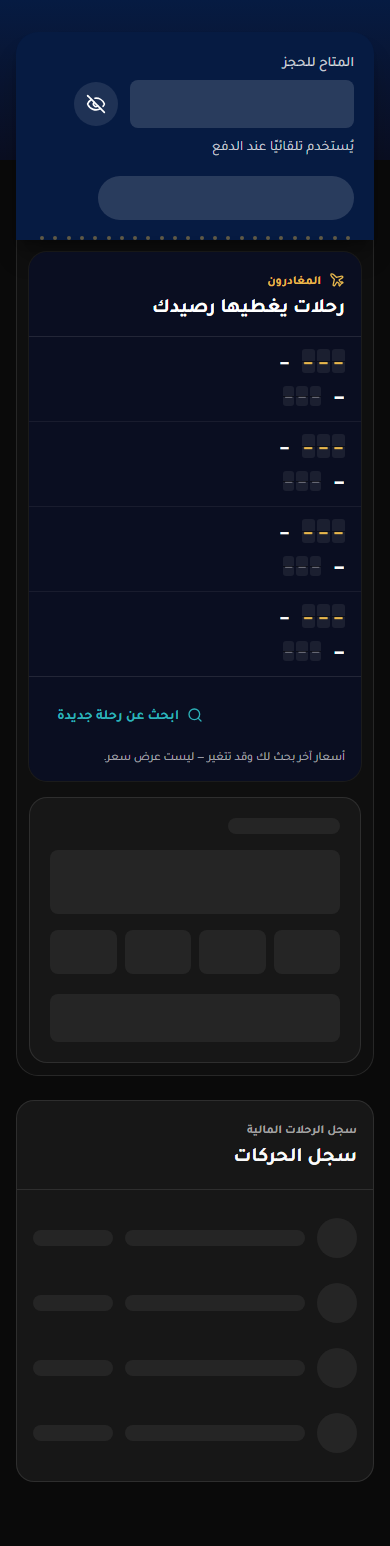 المتاح للحجز
يُستخدم تلقائيًا عند الدفع
المغادرون
رحلات يغطيها رصيدك
– – – –
– – – –
– – – –
– – – –
– – – –
– – – –
– – – –
– – – –
ابحث عن رحلة جديدة
أسعار آخر بحث لك وقد تتغير – ليست عرض سعر.
سجل الرحلات المالية
سجل الحركات